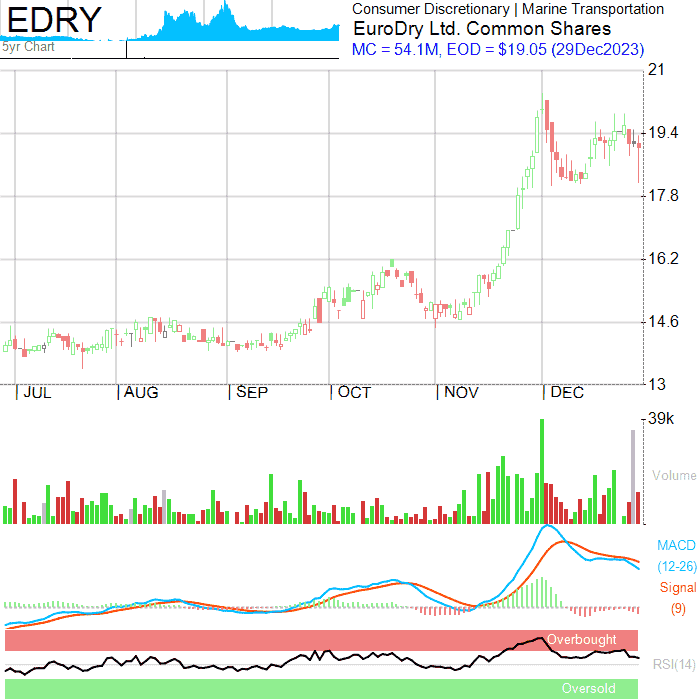 EDRY
5yr Chart
Consumer Discretionary | Marine Transportation
EuroDry Ltd. Common Shares
MC = 54.1M, EOD = $19.05 (29Dec2023)
21
19.4
17.8
16.2
14.6
13
JUL AUG SEP OCT NOV DEC
39k
Volume
MACD
(12-26)
Signal
(9)
Overbought
RSI(14)
Oversold